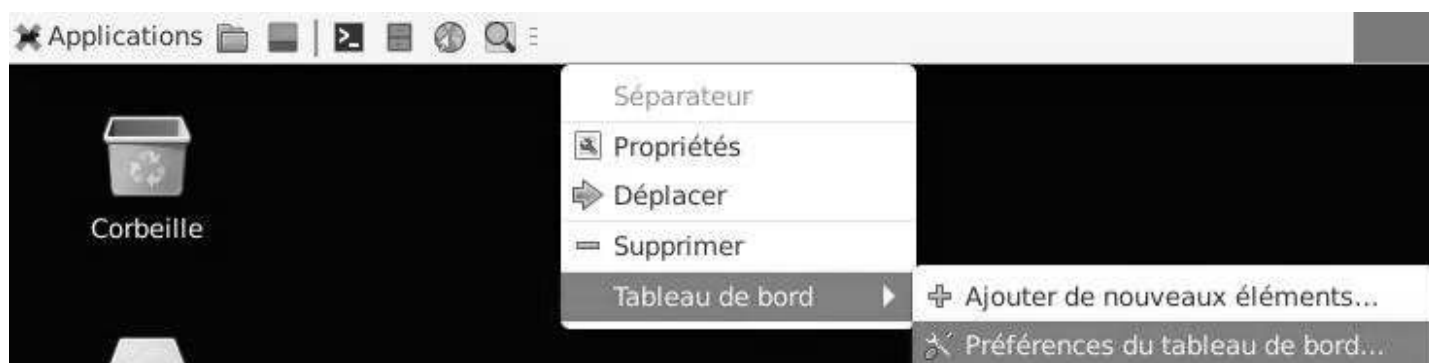 Applications
Séparateur
Propriétés
Déplacer
Corbeille
Supprimer
Tableau de bord
Ajouter de nouveaux éléments...
Préférences du tableau de bord...